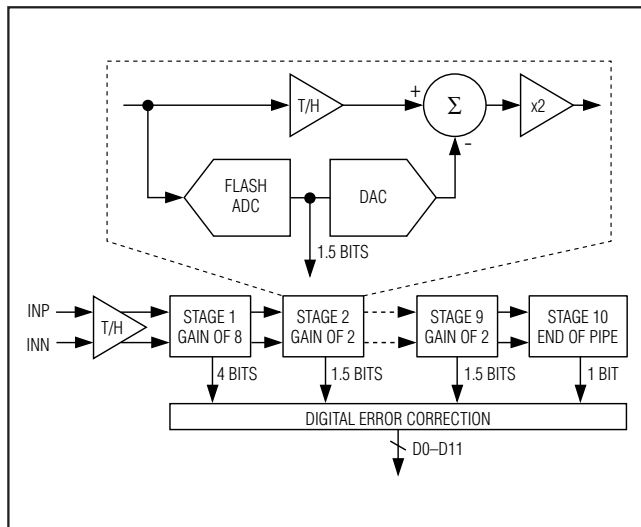 T/H
+
Σ
x2
-
FLASH
ADC
DAC
1.5 BITS
INP
INN
T/H
STAGE 1
GAIN OF 8
STAGE 2
GAIN OF 2
STAGE 9
GAIN OF 2
STAGE 10
END OF PIPE
4 BITS
1.5 BITS
1.5 BITS
1 BIT
DIGITAL ERROR CORRECTION
D0–D11